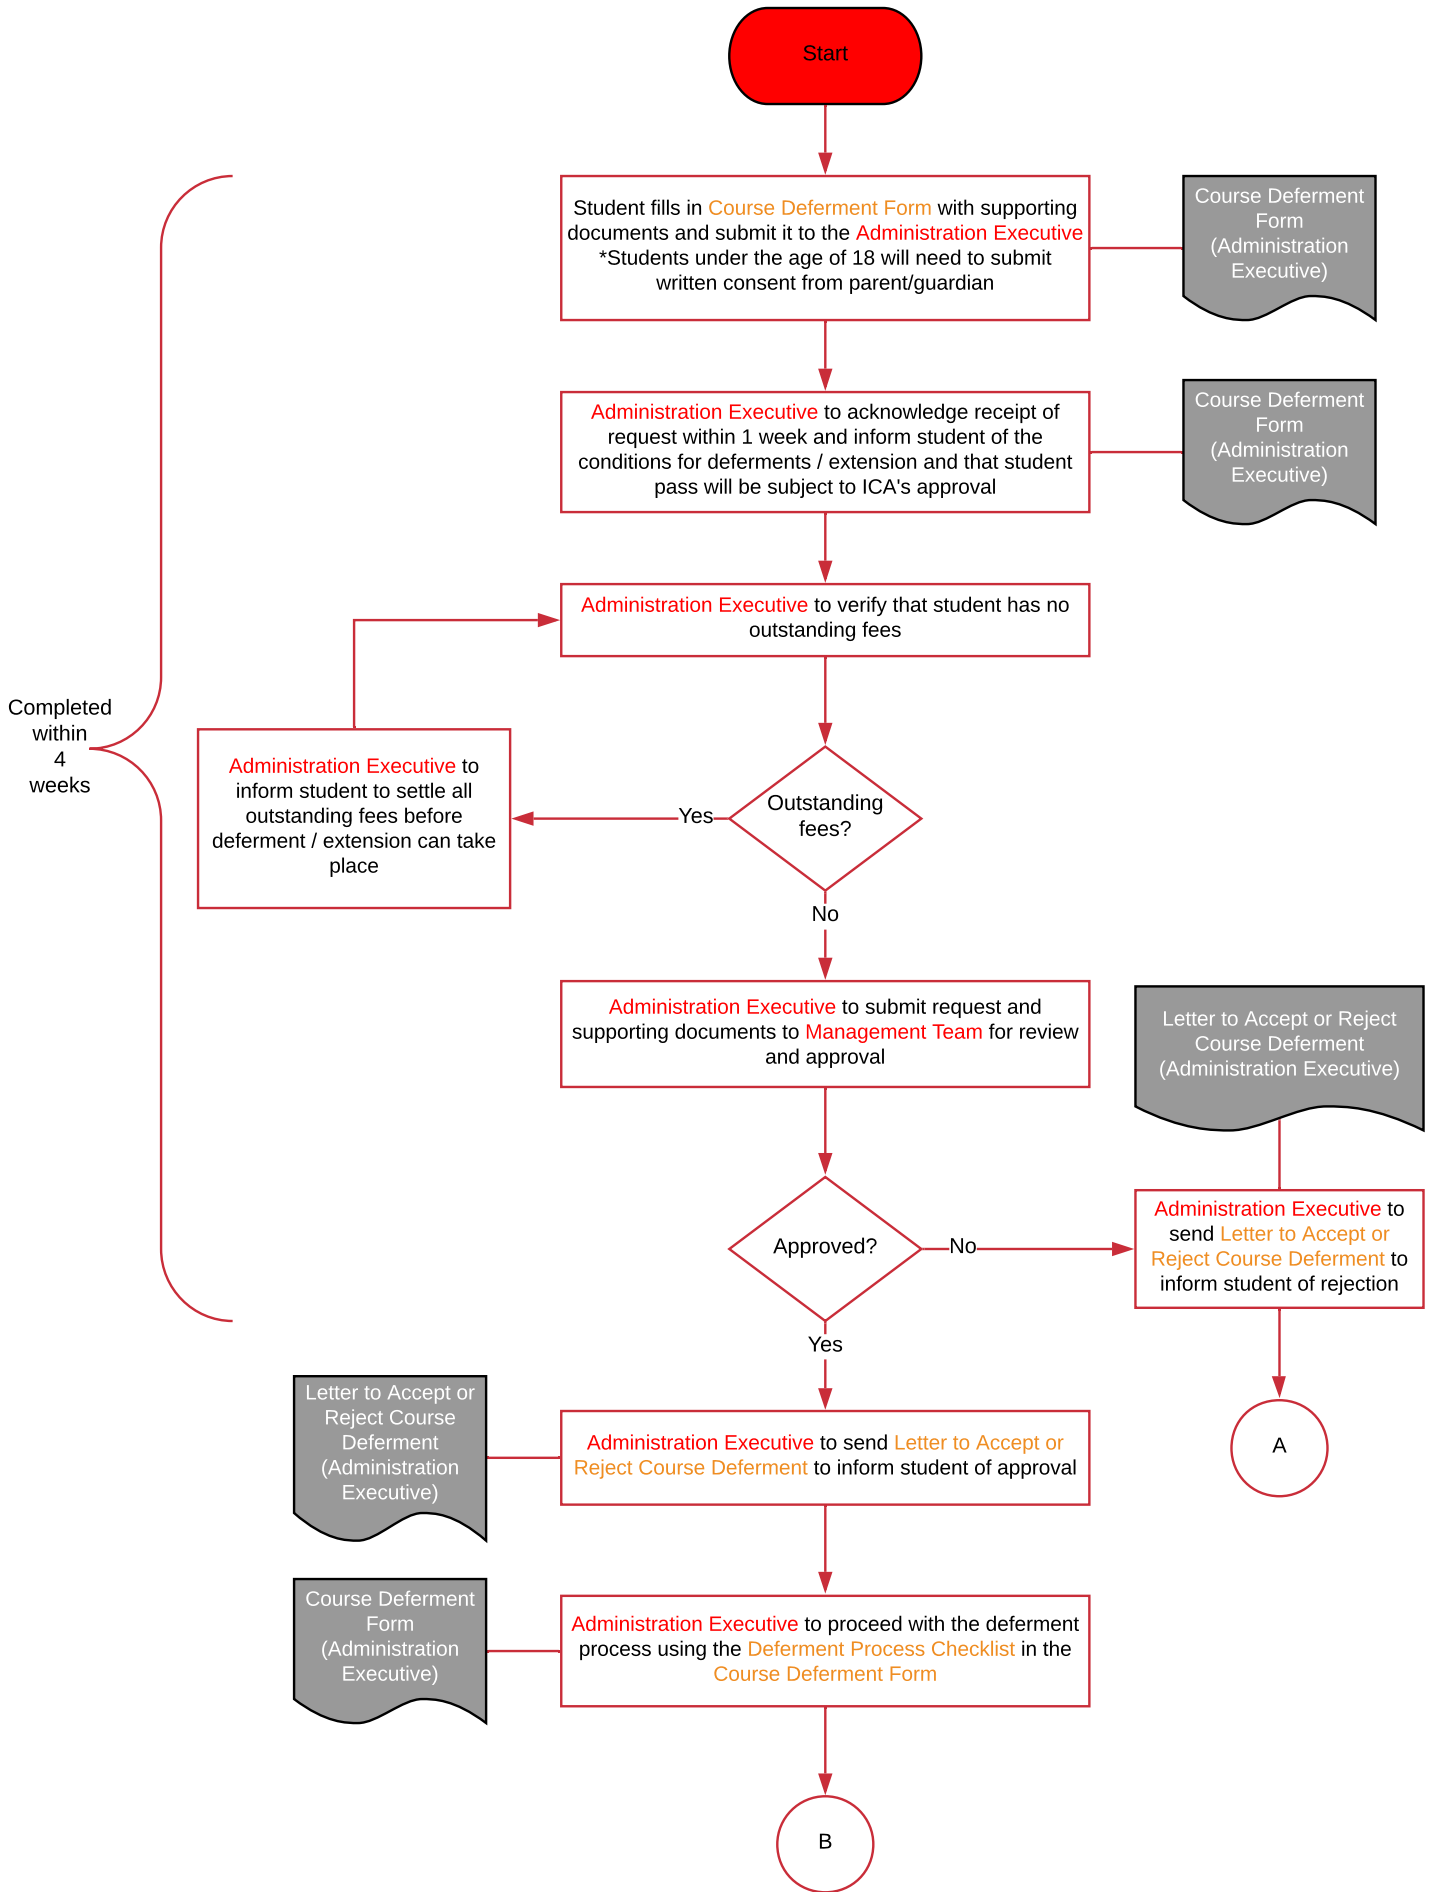 Start
Student fills in Course Deferment Form with supporting
documents and submit it to the Administration Executive
*Students under the age of 18 will need to submit
written consent from parent/guardian
Course Deferment
Form
(Administration
Executive)
Administration Executive to acknowledge receipt of
request within 1 week and inform student of the
conditions for deferments / extension and that student
pass will be subject to ICA's approval
Course Deferment
Form
(Administration
Executive)
Administration Executive to verify that student has no
outstanding fees
Completed
within
4
weeks
Administration Executive to
inform student to settle all
outstanding fees before
deferment / extension can take
place
Yes
Outstanding
fees?
No
Administration Executive to submit request and
supporting documents to Management Team for review
and approval
Letter to Accept or Reject
Course Deferment
(Administration Executive)
Approved?
No
Administration Executive to
send Letter to Accept or
Reject Course Deferment to
inform student of rejection
Yes
A
Letter to Accept or
Reject Course
Deferment
(Administration
Executive)
Administration Executive to send Letter to Accept or
Reject Course Deferment to inform student of approval
Course Deferment
Form
(Administration
Executive)
Administration Executive to proceed with the deferment
process using the Deferment Process Checklist in the
Course Deferment Form
B